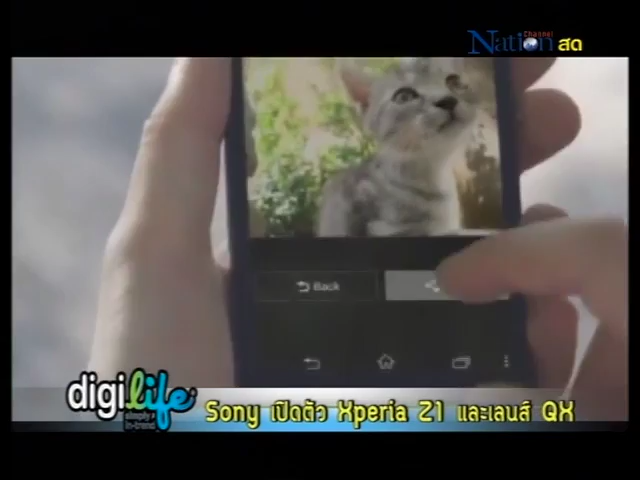 Nation Channel สด
Back
digilife
simply in-trend
Sony เปิดตัว Xperia Z1 และเลนส์ QX